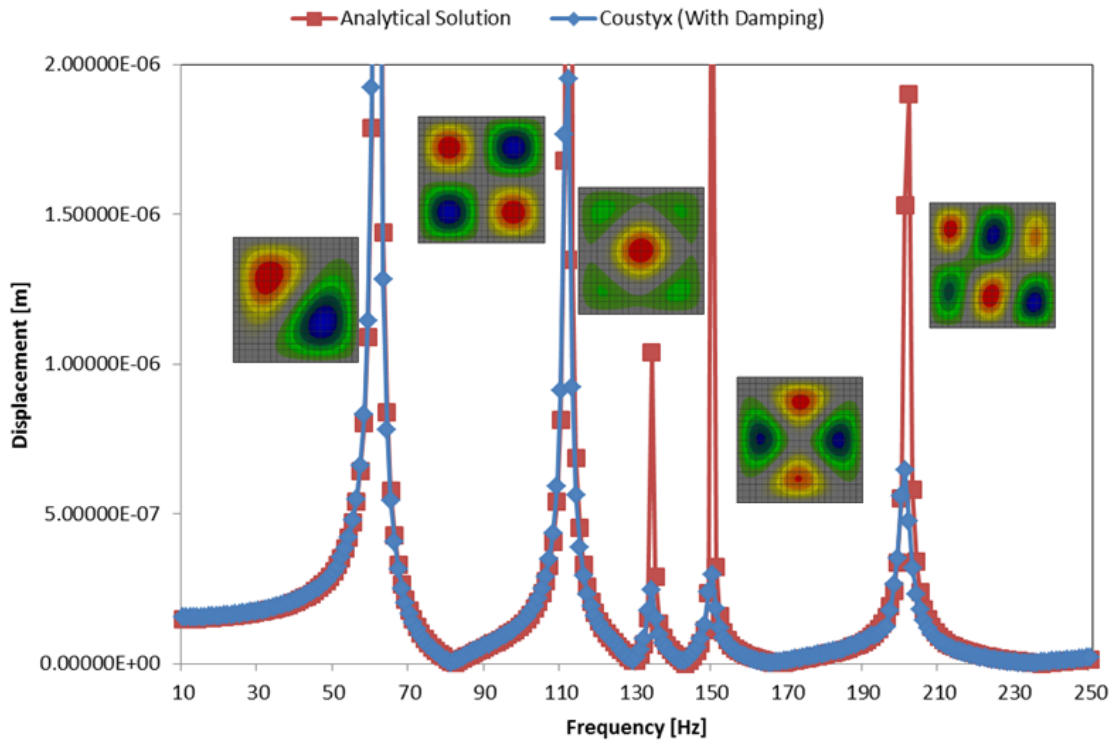 Analytical Solution
Coustyx (With Damping)
2.00000E-06
1.50000E-06
1.00000E-06
5.00000E-07
0.00000E+00
Displacement [m]
10 30 50 70 90 110 130 150 170 190 210 230 250
Frequency [Hz]